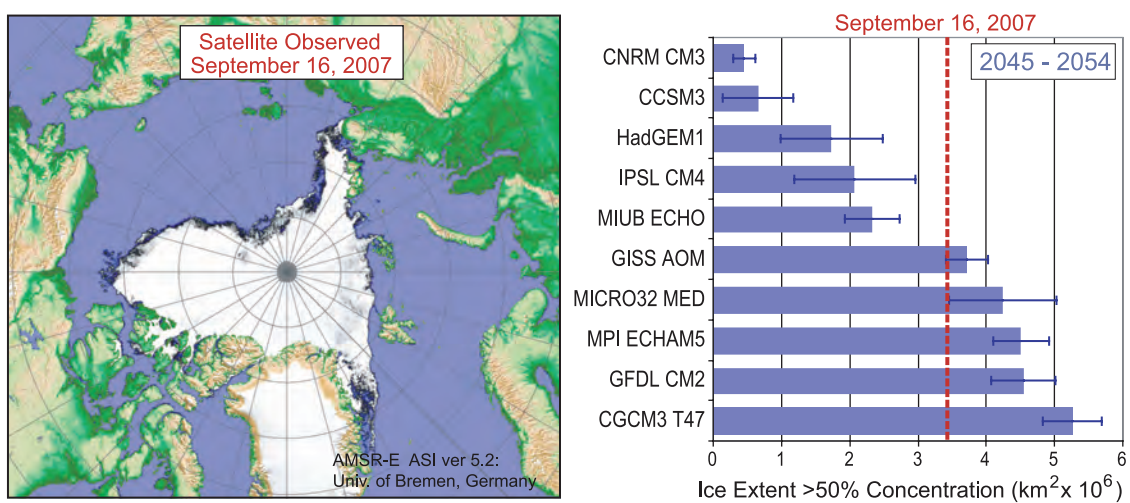 Satellite Observed
September 16, 2007
AMSR-E ASI ver 5.2:
Univ. of Bremen, Germany
September 16, 2007
2045 - 2054
CNRM CM3
CCSM3
HadGEM1
IPSL CM4
MIUB ECHO
GISS AOM
MICRO32 MED
MPI ECHAM5
GFDL CM2
CGCM3 T47
0 1 2 3 4 5 6
Ice Extent >50% Concentration (km² x 10⁶)